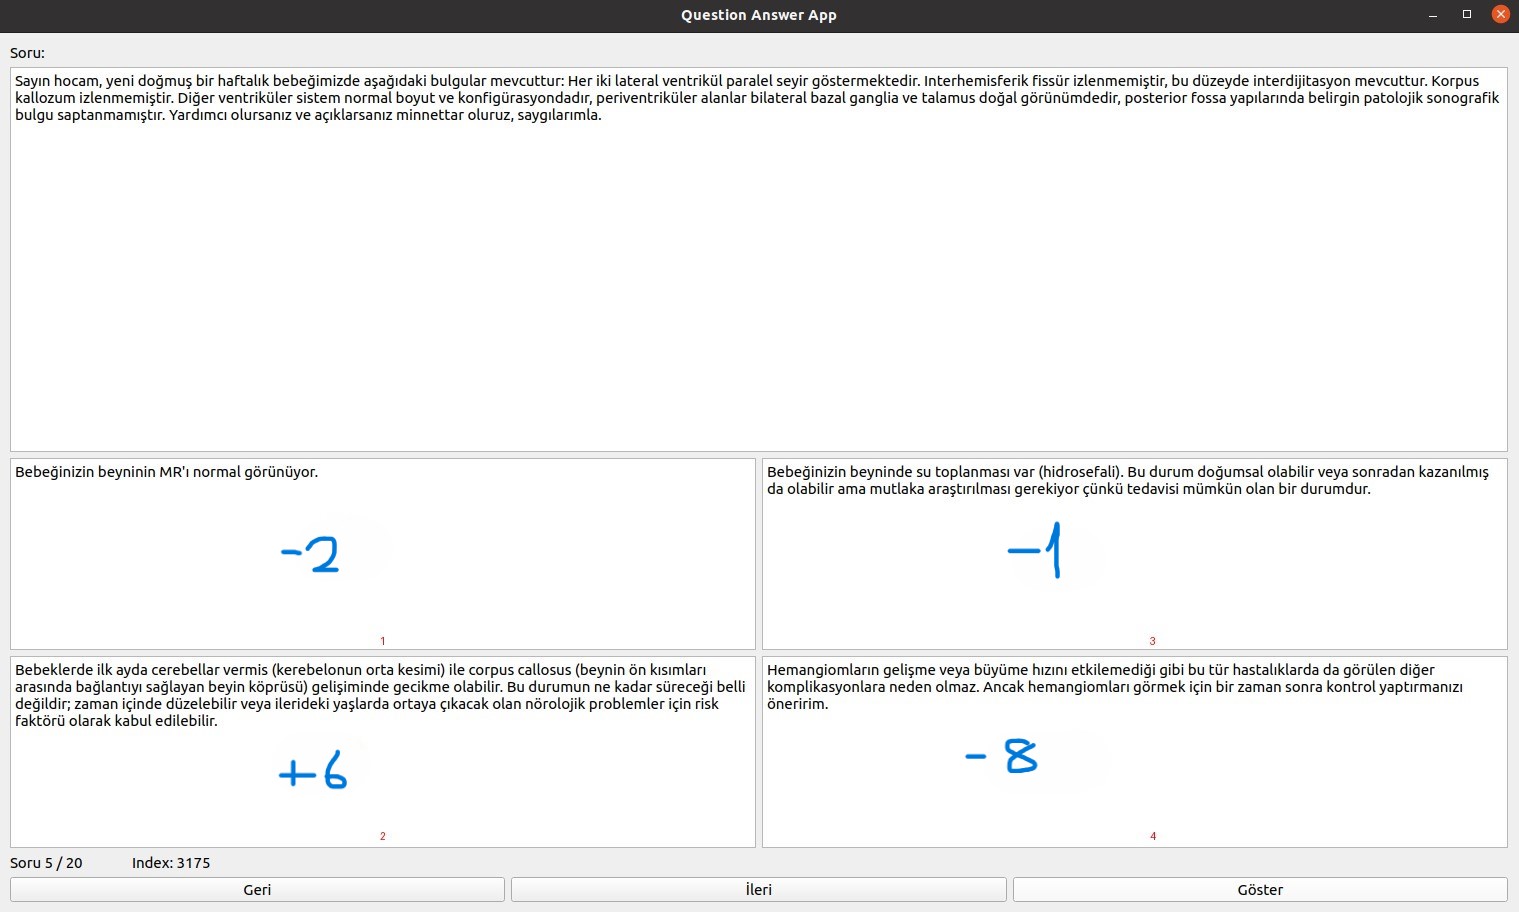 Question Answer App
Soru:
Sayın hocam, yeni doğmuş bir haftalık bebeğimizde aşağıdaki bulgular mevcuttur: Her iki lateral ventrikül paralel seyir göstermektedir. Interhemisferik fissür izlenmemiştir, bu düzeyde interdijitasyon mevcuttur. Korpus
kallozum izlenmemiştir. Diğer ventriküler sistem normal boyut ve konfigürasyondadır, periventriküler alanlar bilateral bazal ganglia ve talamus doğal görünümdedir, posterior fossa yapılarında belirgin patolojik sonografik
bulgu saptanmamıştır. Yardımcı olursanız ve açıklarsanız minnettar oluruz, saygılarımla.
Bebeğinizin beyninin MR'ı normal görünüyor.
-2
1
Bebeğinizin beyninde su toplanması var (hidrosefali). Bu durum doğumsal olabilir veya sonradan kazanılmış
da olabilir ama mutlaka araştırılması gerekiyor çünkü tedavisi mümkün olan bir durumdur.
-1
3
Bebeklerde ilk ayda cerebellar vermis (kerebelonun orta kesimi) ile corpus callosus (beynin ön kısımları
arasında bağlantıyı sağlayan beyin köprüsü) gelişiminde gecikme olabilir. Bu durumun ne kadar süreceği belli
değildir; zaman içinde düzelebilir veya ilerideki yaşlarda ortaya çıkacak olan nörolojik problemler için risk
faktörü olarak kabul edilebilir.
+6
2
Hemangiomların gelişme veya büyüme hızını etkilemediği gibi bu tür hastalıklarda da görülen diğer
komplikasyonlara neden olmaz. Ancak hemangiomları görmek için bir zaman sonra kontrol yaptırmanızı
öneririm.
-8
4
Soru 5 / 20 Index: 3175
Geri İleri Göster